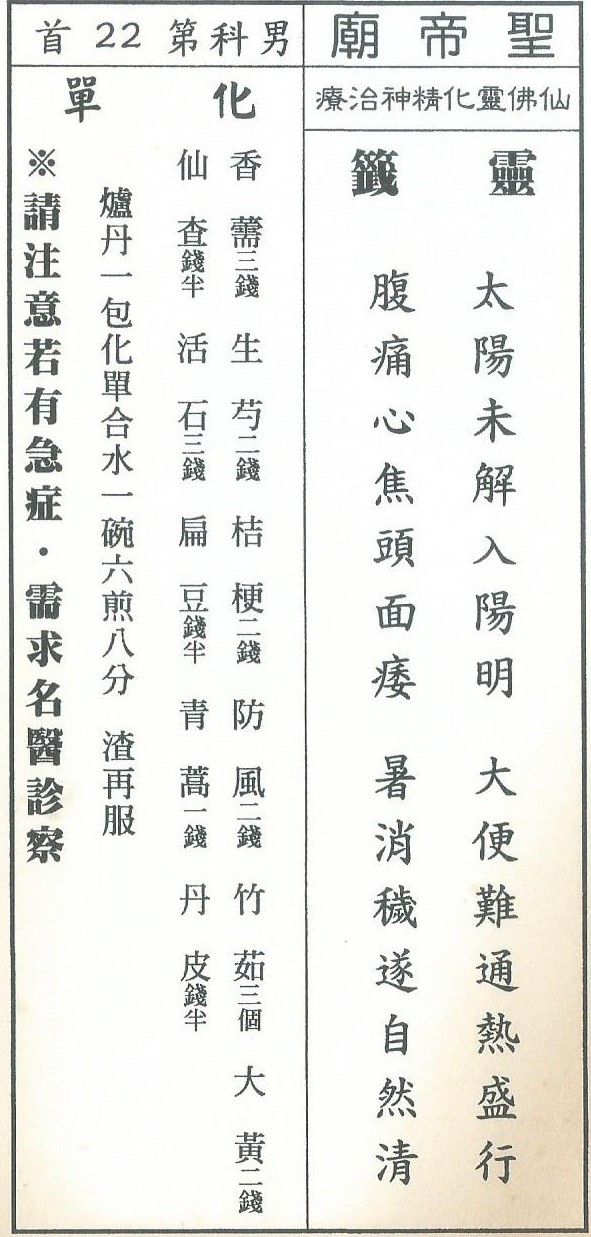 聖帝廟
仙佛靈化精神治療
靈籤
太陽未解入陽明　大便難通熱盛行
腹痛心焦頭面痿　暑消穢遂自然清
男科第22首
化單
香薷三錢　生芍二錢　桔梗二錢　防風二錢　竹茹三個　大黃二錢
仙查錢半　活石三錢　扁豆錢半　青蒿一錢　丹皮錢半
爐丹一包化單合水一碗六煎八分　渣再服
※請注意若有急症・需求名醫診察